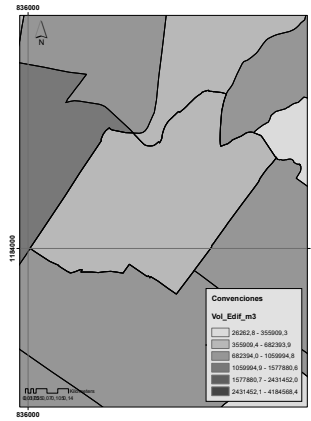 836000
N
1184000
Convenciones
Vol_Edif_m3
26262,8 - 355909,3
355909,4 - 682393,9
682394,0 - 1059994,8
1059994,9 - 1577880,6
1577880,7 - 2431452,0
2431452,1 - 4184568,4
836000